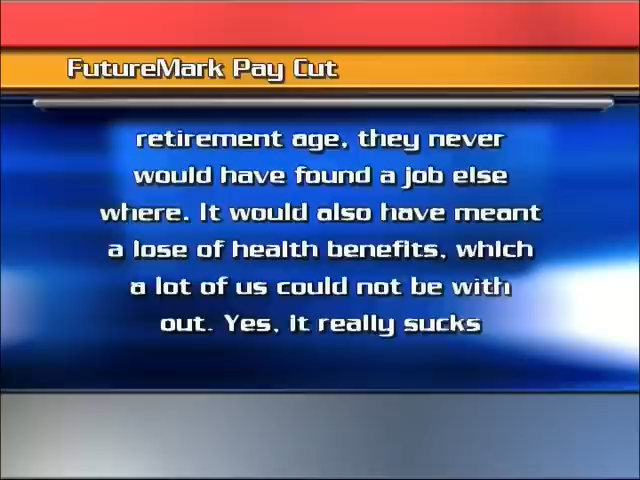 FutureMark Pay Cut
retirement age, they never
would have found a job else
where. It would also have meant
a lose of health benefits, which
a lot of us could not be with
out. Yes, it really sucks